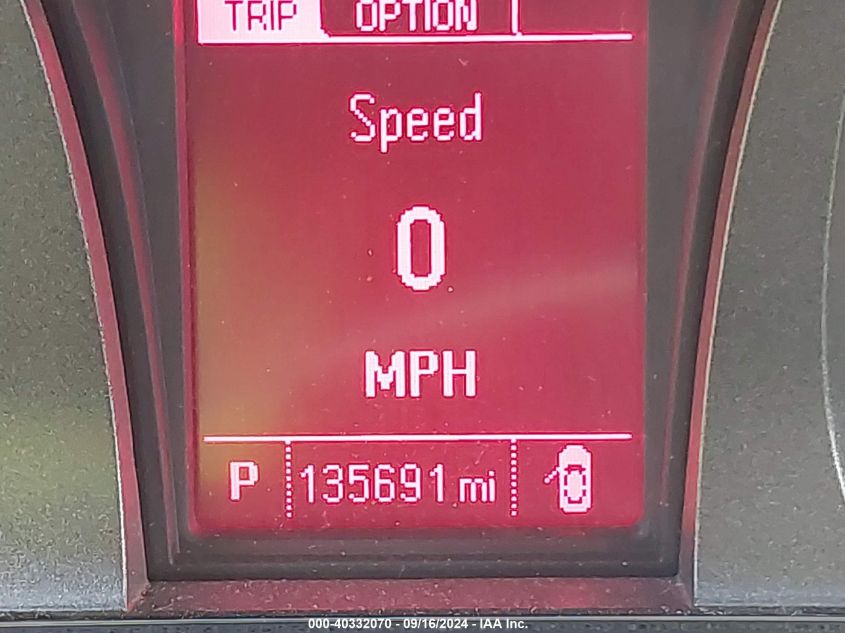 TRIP OPTION
Speed
0
MPH
P 135691 mi
000-40332070 - 09/16/2024 - IAA Inc.